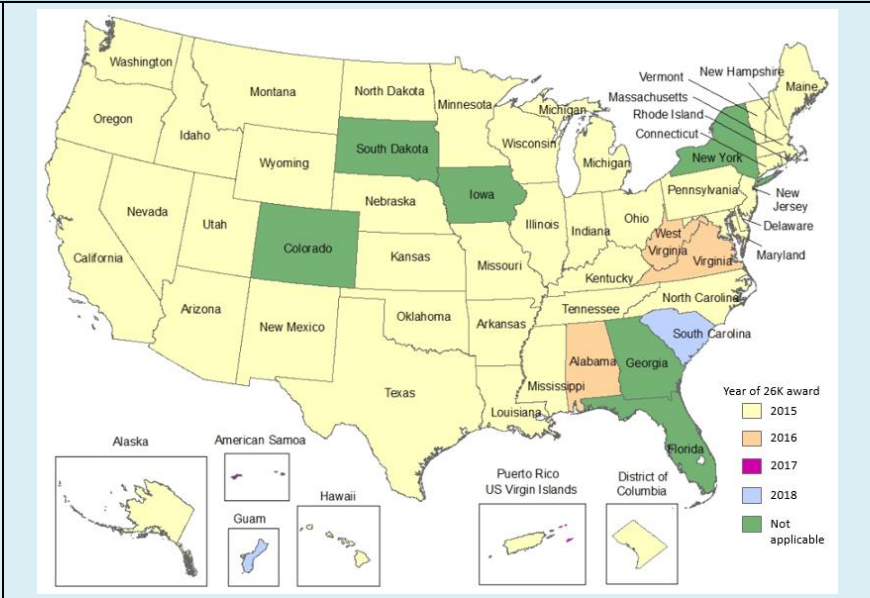 Washington
Montana
North Dakota
Minnesota
Michigan
Vermont
New Hampshire
Maine
Massachusetts
Rhode Island
Connecticut
Oregon
Idaho
Wyoming
South Dakota
Wisconsin
Michigan
New York
Nevada
Utah
Colorado
Nebraska
Iowa
Illinois
Indiana
Ohio
Pennsylvania
New
Jersey
Delaware
Maryland
California
Kansas
Missouri
Kentucky
West
Virginia
Virginia
Arizona
New Mexico
Oklahoma
Arkansas
Tennessee
North Carolina
South Carolina
Texas
Louisiana
Mississippi
Alabama
Georgia
Florida
Year of 26K award
2015
2016
2017
2018
Not
applicable
Alaska
American Samoa
Guam
Hawaii
Puerto Rico
US Virgin Islands
District of
Columbia